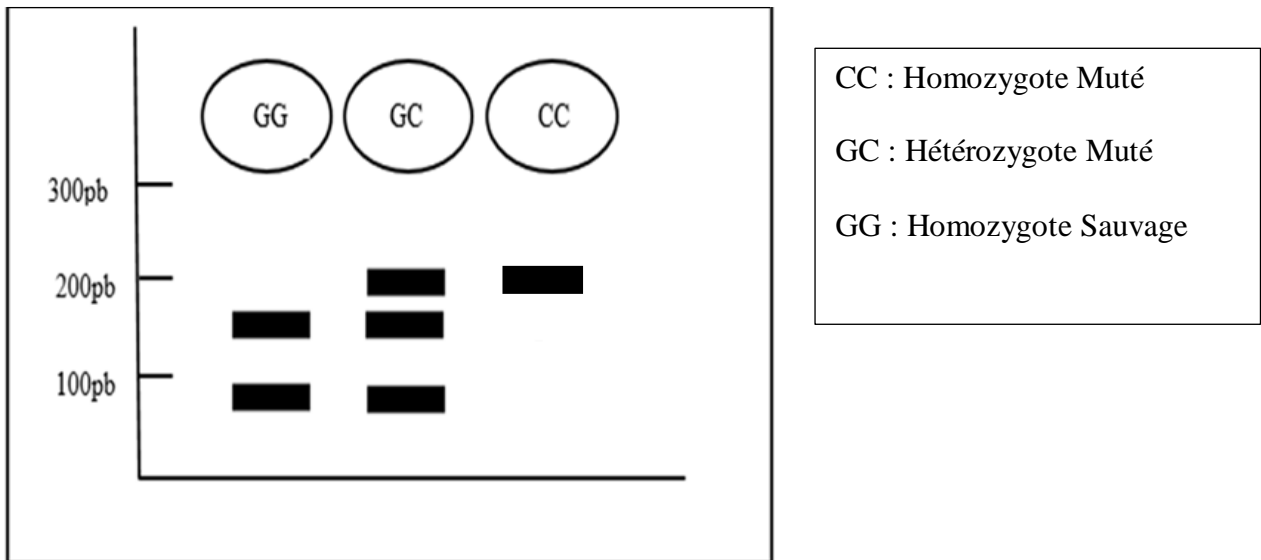 GG GC CC
300pb
200pb
100pb
CC : Homozygote Muté
GC : Hétérozygote Muté
GG : Homozygote Sauvage